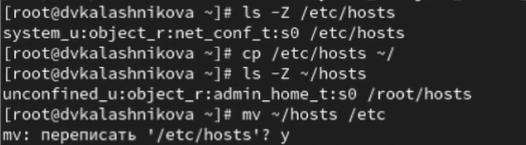 [root@dvkalashnikova ~]# ls -Z /etc/hosts
system_u:object_r:net_conf_t:s0 /etc/hosts
[root@dvkalashnikova ~]# cp /etc/hosts ~/
[root@dvkalashnikova ~]# ls -Z ~/hosts
unconfined_u:object_r:admin_home_t:s0 /root/hosts
[root@dvkalashnikova ~]# mv ~/hosts /etc
mv: переписать '/etc/hosts'? y